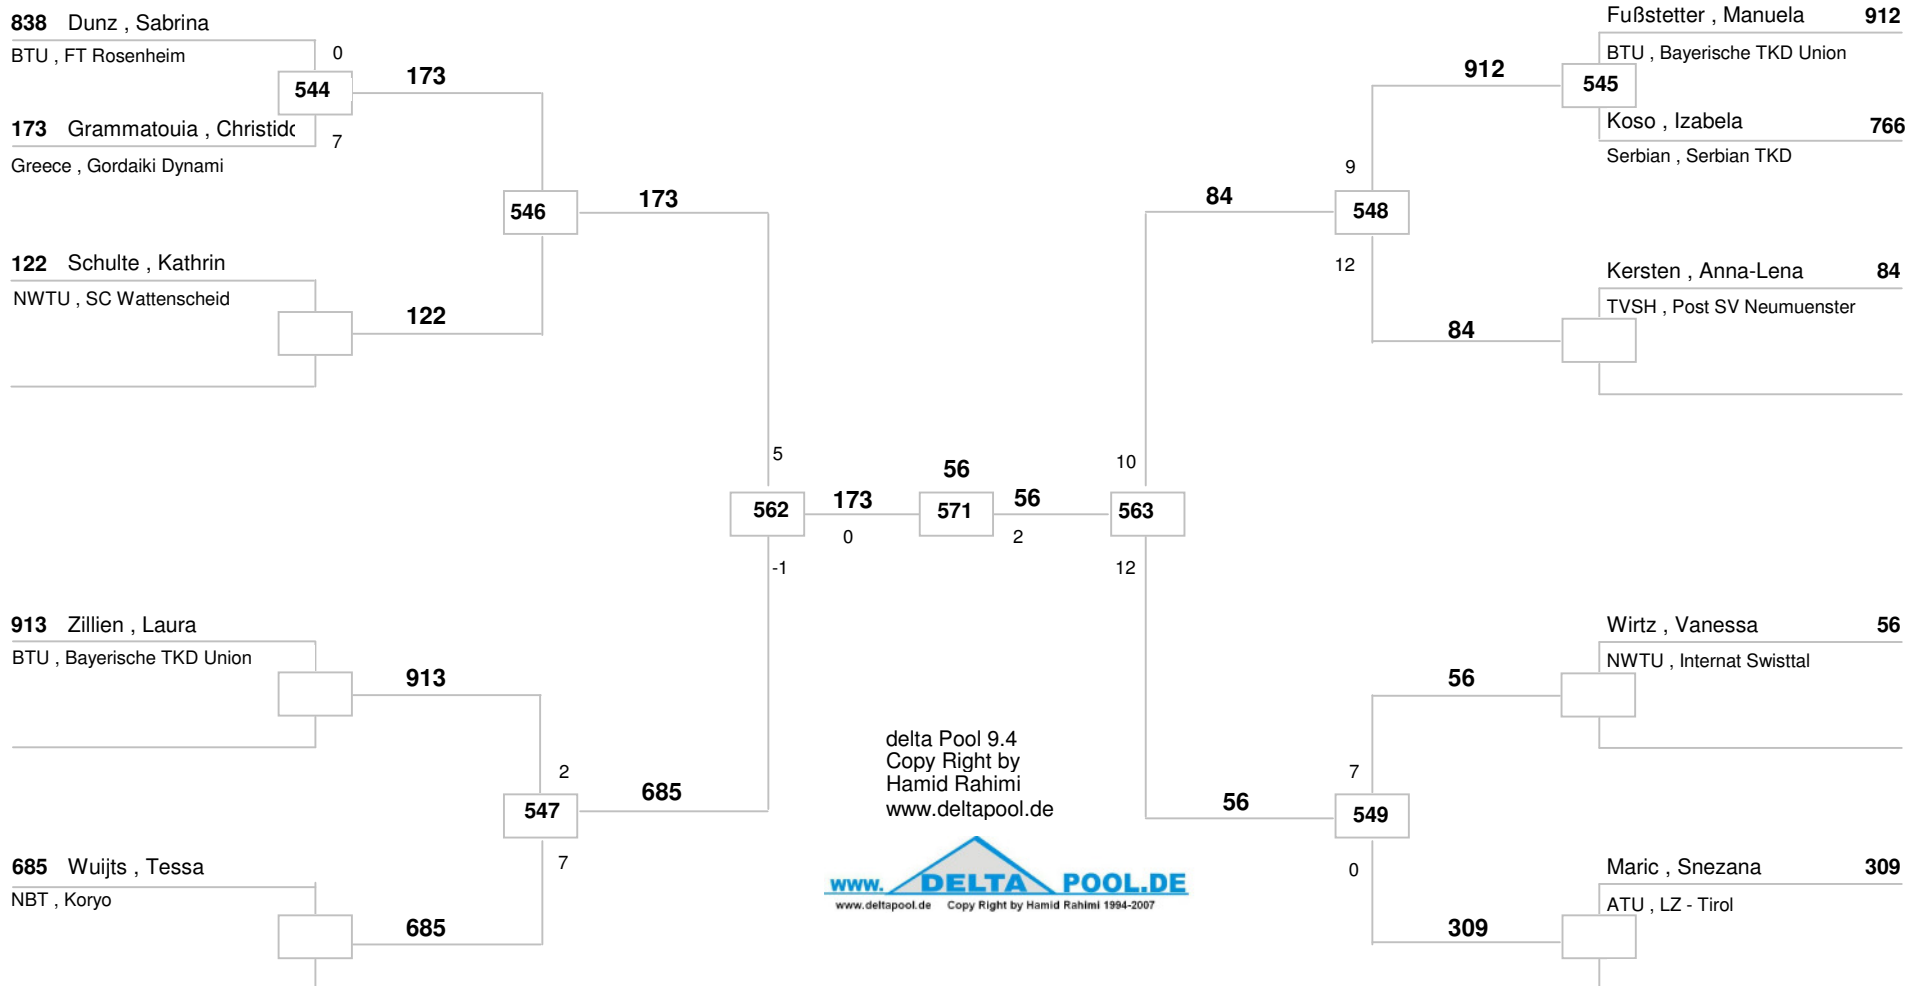 838 Dunz , Sabrina
BTU , FT Rosenheim
0
544
173
173 Grammatouia , Christido
7
Greece , Gordaiki Dynami
546
173
122 Schulte , Kathrin
NWTU , SC Wattenscheid
122
5
562
173
0
-1
913 Zillien , Laura
BTU , Bayerische TKD Union
913
2
547
685
7
685 Wuijts , Tessa
NBT , Koryo
685
56
571
56
2
delta Pool 9.4
Copy Right by
Hamid Rahimi
www.deltapool.de
www. DELTA POOL.DE
www.deltapool.de Copy Right by Hamid Rahimi 1994-2007
Fußstetter , Manuela 912
BTU , Bayerische TKD Union
912
545
Koso , Izabela 766
Serbian , Serbian TKD
9
84
548
12
Kersten , Anna-Lena 84
TVSH , Post SV Neumuenster
84
10
563
12
Wirtz , Vanessa 56
NWTU , Internat Swisttal
56
7
56
549
0
Maric , Snezana 309
ATU , LZ - Tirol
309